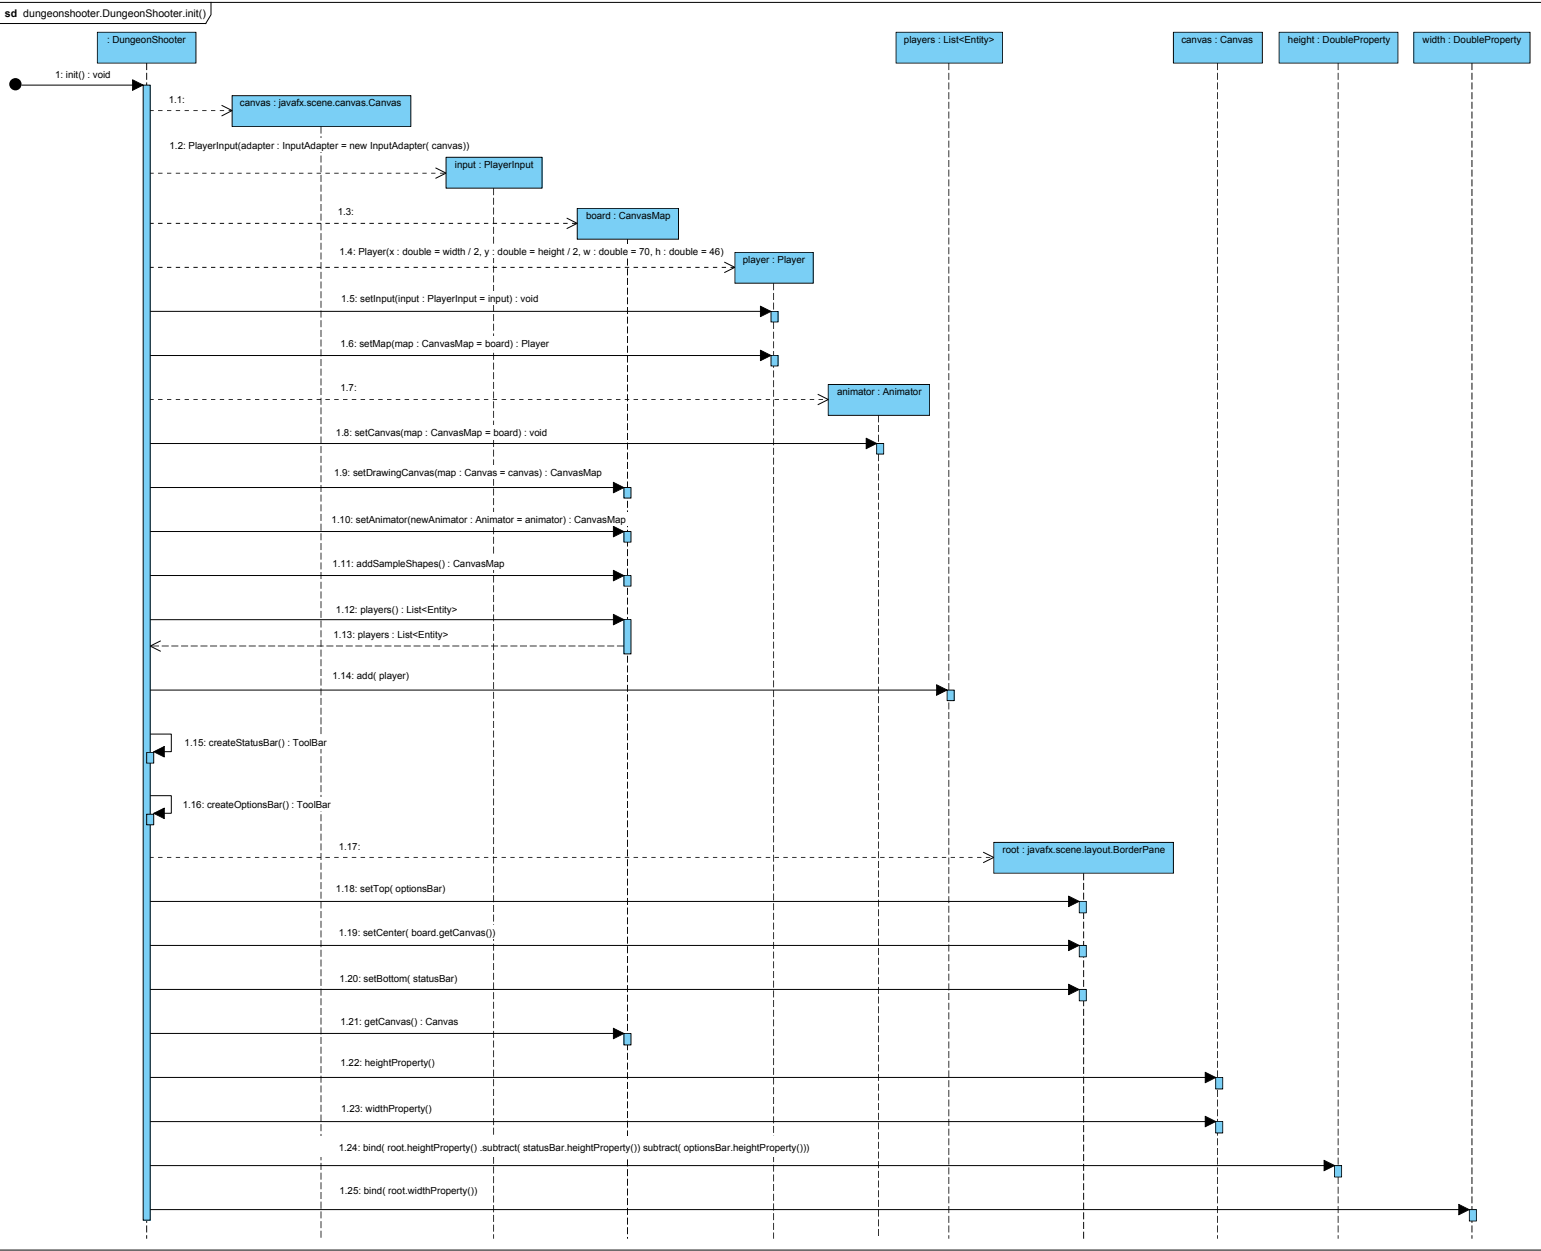 sd dungeonshooter.DungeonShooter.init()
: DungeonShooter
players : List<Entity>
canvas : Canvas
height : DoubleProperty
width : DoubleProperty
1: init() : void
1.1:
canvas : javafx.scene.canvas.Canvas
1.2: PlayerInput(adapter : InputAdapter = new InputAdapter( canvas))
input : PlayerInput
1.3:
board : CanvasMap
1.4: Player(x : double = width / 2, y : double = height / 2, w : double = 70, h : double = 46)
player : Player
1.5: setInput(input : PlayerInput = input) : void
1.6: setMap(map : CanvasMap = board) : Player
1.7:
animator : Animator
1.8: setCanvas(map : CanvasMap = board) : void
1.9: setDrawingCanvas(map : Canvas = canvas) : CanvasMap
1.10: setAnimator(newAnimator : Animator = animator) : CanvasMap
1.11: addSampleShapes() : CanvasMap
1.12: players() : List<Entity>
1.13: players : List<Entity>
1.14: add( player)
1.15: createStatusBar() : ToolBar
1.16: createOptionsBar() : ToolBar
1.17:
root : javafx.scene.layout.BorderPane
1.18: setTop( optionsBar)
1.19: setCenter( board.getCanvas())
1.20: setBottom( statusBar)
1.21: getCanvas() : Canvas
1.22: heightProperty()
1.23: widthProperty()
1.24: bind( root.heightProperty() .subtract( statusBar.heightProperty()) subtract( optionsBar.heightProperty()))
1.25: bind( root.widthProperty())